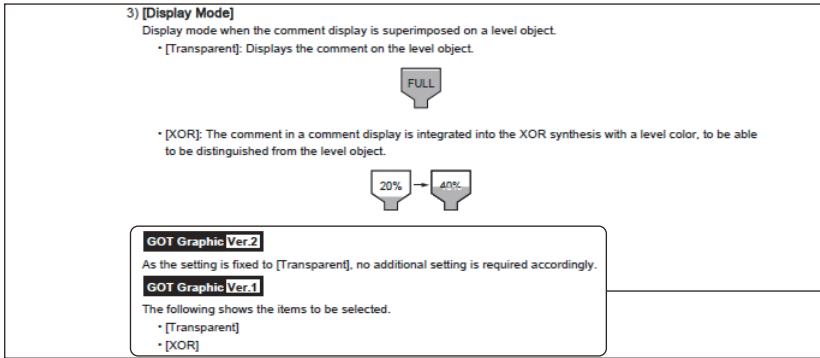 3) [Display Mode]
Display mode when the comment display is superimposed on a level object.
• [Transparent]: Displays the comment on the level object.
FULL
• [XOR]: The comment in a comment display is integrated into the XOR synthesis with a level color, to be able
to be distinguished from the level object.
20% → 40%
GOT Graphic Ver.2
As the setting is fixed to [Transparent], no additional setting is required accordingly.
GOT Graphic Ver.1
The following shows the items to be selected.
• [Transparent]
• [XOR]